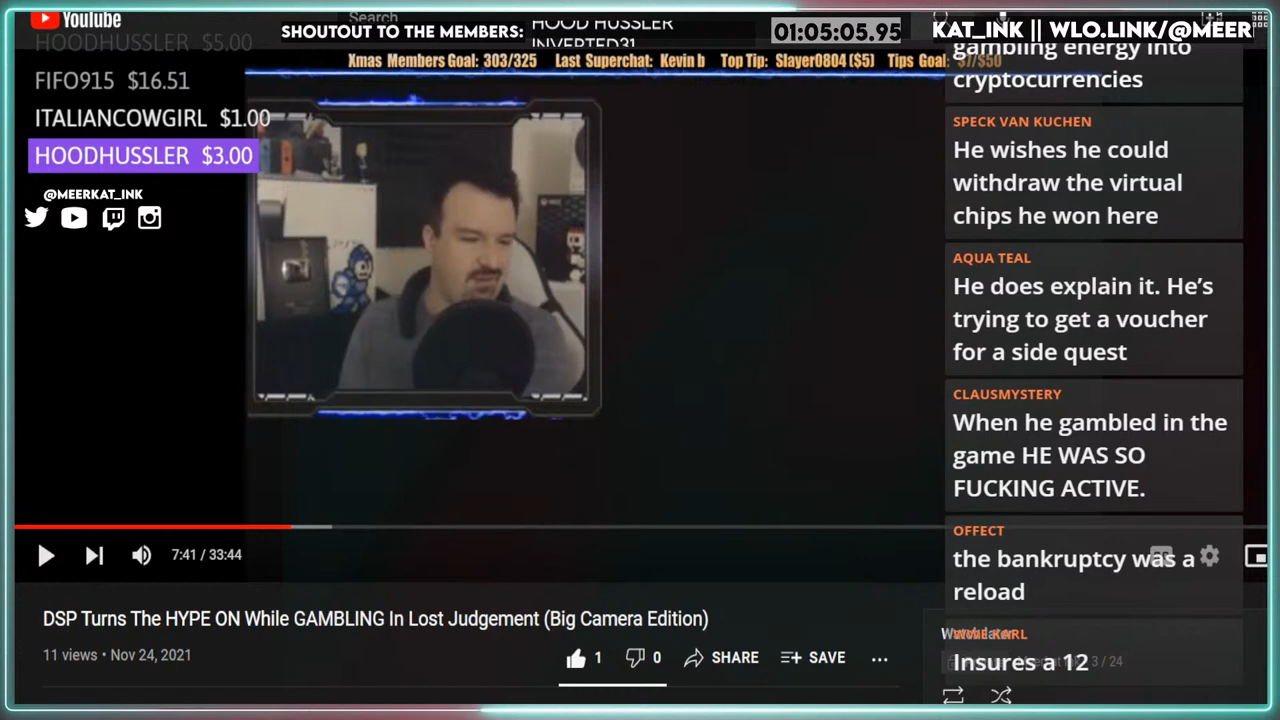 YouTube
Search
SHOUTOUT TO THE MEMBERS:
HOOD HUSSLER
INVERTED31
01:05:05.95
KAT_INK || WLO.LINK/@MEER
HOODHUSSLER $5.00
FIFO915 $16.51
ITALIANCOWGIRL $1.00
HOODHUSSLER $3.00
@MEERKAT_INK
Xmas Members Goal: 303/325 Last Superchat: Kevin b Top Tip: Slayer0804 ($5) Tips Goal: $7/$50
gambling energy into
cryptocurrencies
SPECK VAN KUCHEN
He wishes he could
withdraw the virtual
chips he won here
AQUA TEAL
He does explain it. He's
trying to get a voucher
for a side quest
CLAUSMYSTERY
When he gambled in the
game HE WAS SO
FUCKING ACTIVE.
OFFECT
the bankruptcy was a
reload
Insures a 12
7:41 / 33:44
DSP Turns The HYPE ON While GAMBLING In Lost Judgement (Big Camera Edition)
11 views • Nov 24, 2021
1
0
SHARE
SAVE
3 / 24